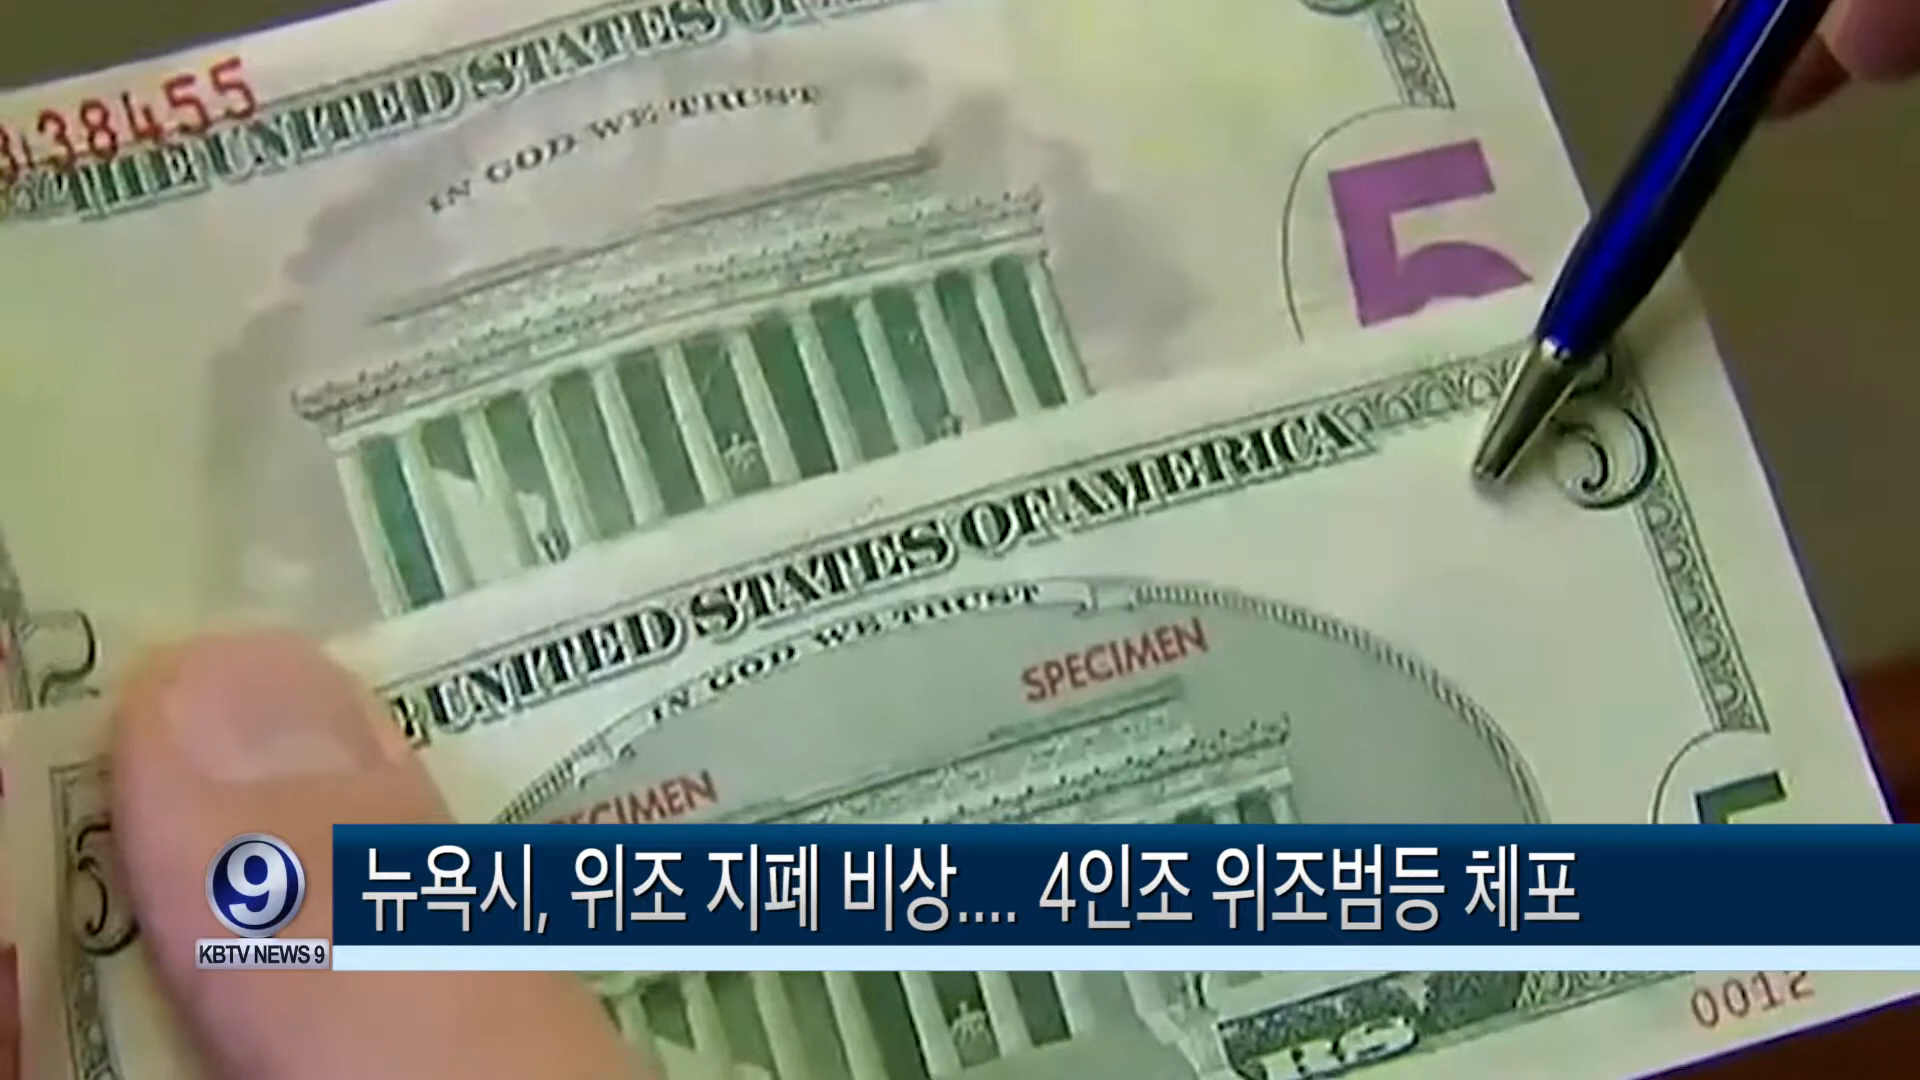 THE UNITED STATES OF
38455
IN GOD WE TRUST
5
UNITED STATES OF AMERICA
5
IN GOD WE TRUST
SPECIMEN
5
9
뉴욕시, 위조 지폐 비상.... 4인조 위조범등 체포
KBTV NEWS 9
0012